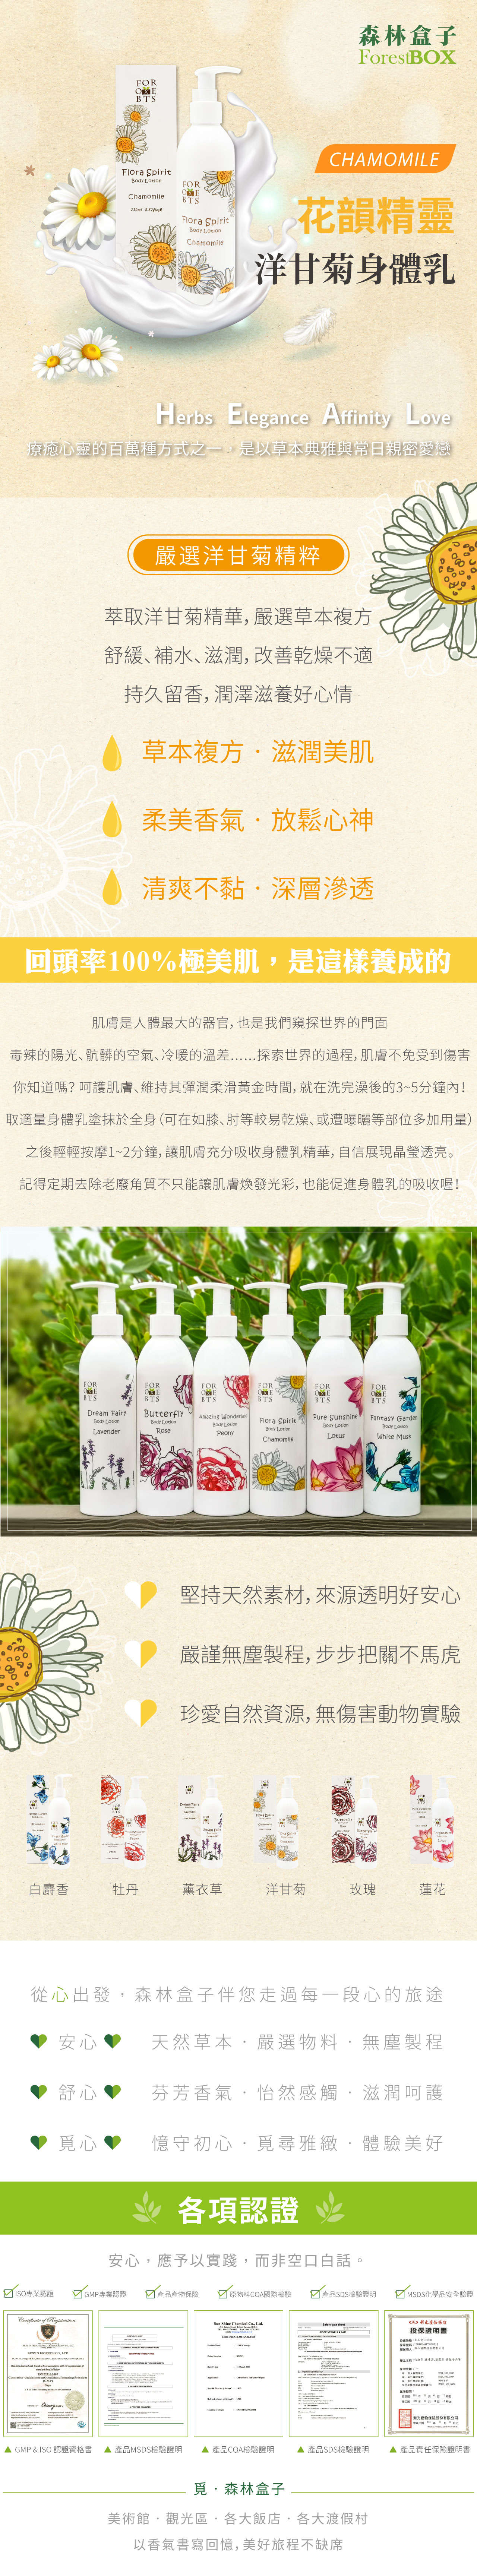 森林盒子
ForestBOX
FOR
BTS
Flora Spirit
Body Lotion
Chamomile
FOR
BTS
Flora Spirit
Body Lotion
Chamomile
CHAMOMILE
花韻精靈
洋甘菊身體乳
Herbs Elegance Affinity Love
療癒心靈的百萬種方式之一，是以草本典雅與常日親密愛戀
嚴選洋甘菊精粹
萃取洋甘菊精華，嚴選草本複方
舒緩、補水、滋潤，改善乾燥不適
持久留香，潤澤滋養好心情
草本複方・滋潤美肌
柔美香氣・放鬆心神
清爽不黏・深層滲透
回頭率100%極美肌，是這樣養成的
肌膚是人體最大的器官，也是我們窺探世界的門面
毒辣的陽光、骯髒的空氣、冷暖的溫差……探索世界的過程，肌膚不免受到傷害
你知道嗎？呵護肌膚、維持其彈潤柔滑黃金時間，就在洗完澡後的3~5分鐘內！
取適量身體乳塗抹於全身（可在如膝、肘等較易乾燥、或遭曝曬等部位多加用量）
之後輕輕按摩1~2分鐘，讓肌膚充分吸收身體乳精華，自信展現晶瑩透亮。
記得定期去除老廢角質不只能讓肌膚煥發光彩，也能促進身體乳的吸收喔！
Dream Fairy
Body Lotion
Lavender
Butterfly
Body Lotion
Rose
Amazing Wonderland
Body Lotion
Peony
Flora Spirit
Body Lotion
Chamomile
Pure Sunshine
Body Lotion
Lotus
Fantasy Garden
Body Lotion
White Musk
堅持天然素材，來源透明好安心
嚴謹無塵製程，步步把關不馬虎
珍愛自然資源，無傷害動物實驗
白麝香 牡丹 薰衣草 洋甘菊 玫瑰 蓮花
從心出發，森林盒子伴您走過每一段心的旅途
安心 天然草本・嚴選物料・無塵製程
舒心 芬芳香氣・怡然感觸・滋潤呵護
覓心 憶守初心・覓尋雅緻・體驗美好
各項認證
安心，應予以實踐，而非空口白話。
ISO專業認證 GMP專業認證 產品產物保險 原物料COA國際檢驗 產品SDS檢驗證明 MSDS化學品安全驗證
Certificate of Registration
投保證明書
▲ GMP & ISO 認證資格書 ▲ 產品MSDS檢驗證明 ▲ 產品COA檢驗證明 ▲ 產品SDS檢驗證明 ▲ 產品責任保險證明書
覓・森林盒子
美術館・觀光區・各大飯店・各大渡假村
以香氣書寫回憶，美好旅程不缺席